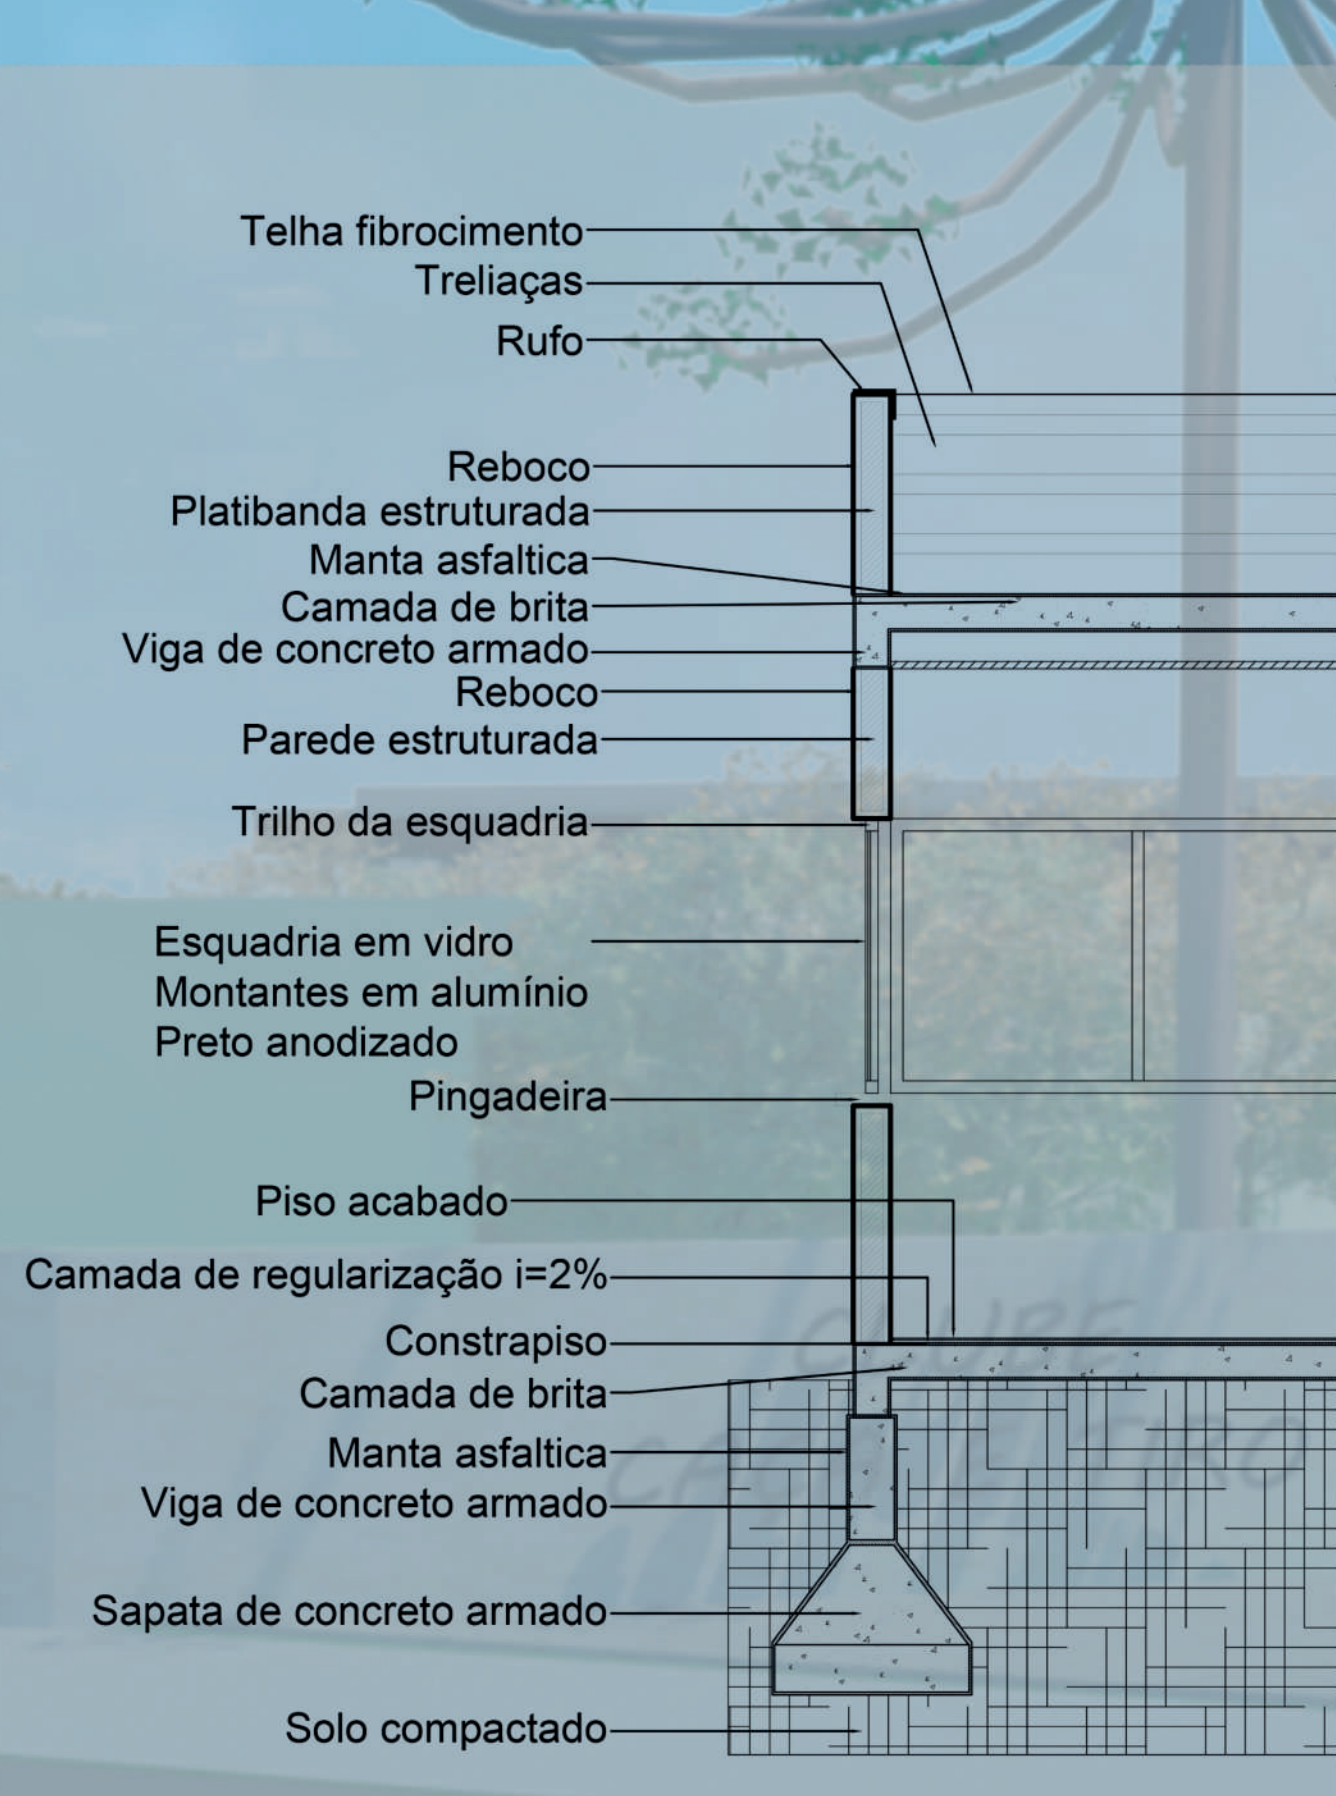 Telha fibrocimento
Treliaças
Rufo
Reboco
Platibanda estruturada
Manta asfaltica
Camada de brita
Viga de concreto armado
Reboco
Parede estruturada
Trilho da esquadria
Esquadria em vidro
Montantes em alumínio
Preto anodizado
Pingadeira
Piso acabado
Camada de regularização i=2%
Constrapiso
Camada de brita
Manta asfaltica
Viga de concreto armado
Sapata de concreto armado
Solo compactado